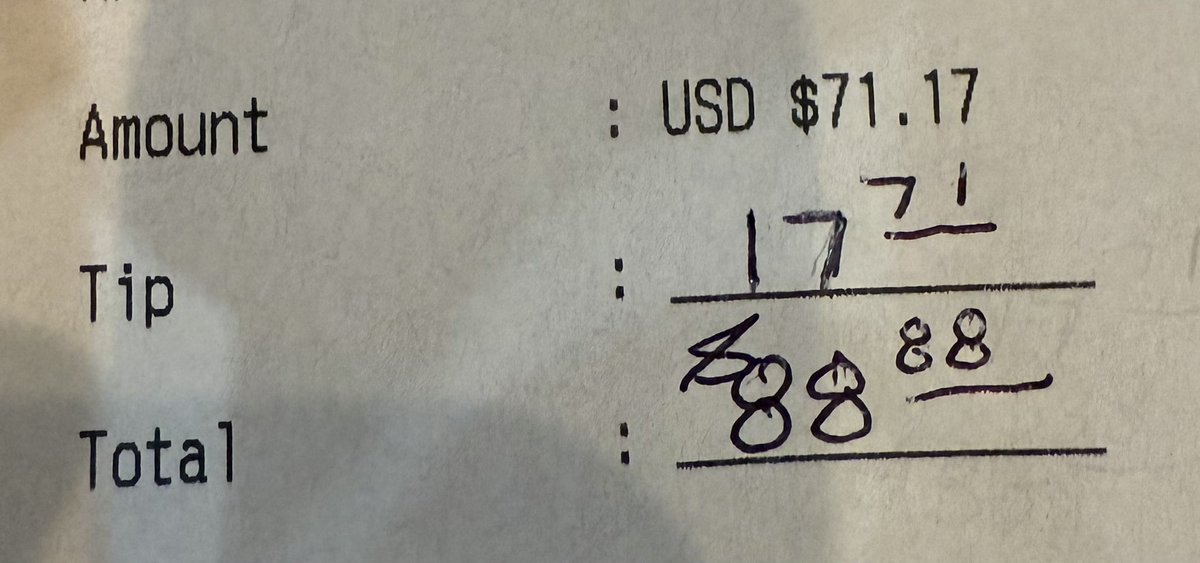 Amount : USD $71.17
Tip : 17 71
Total : $88 88